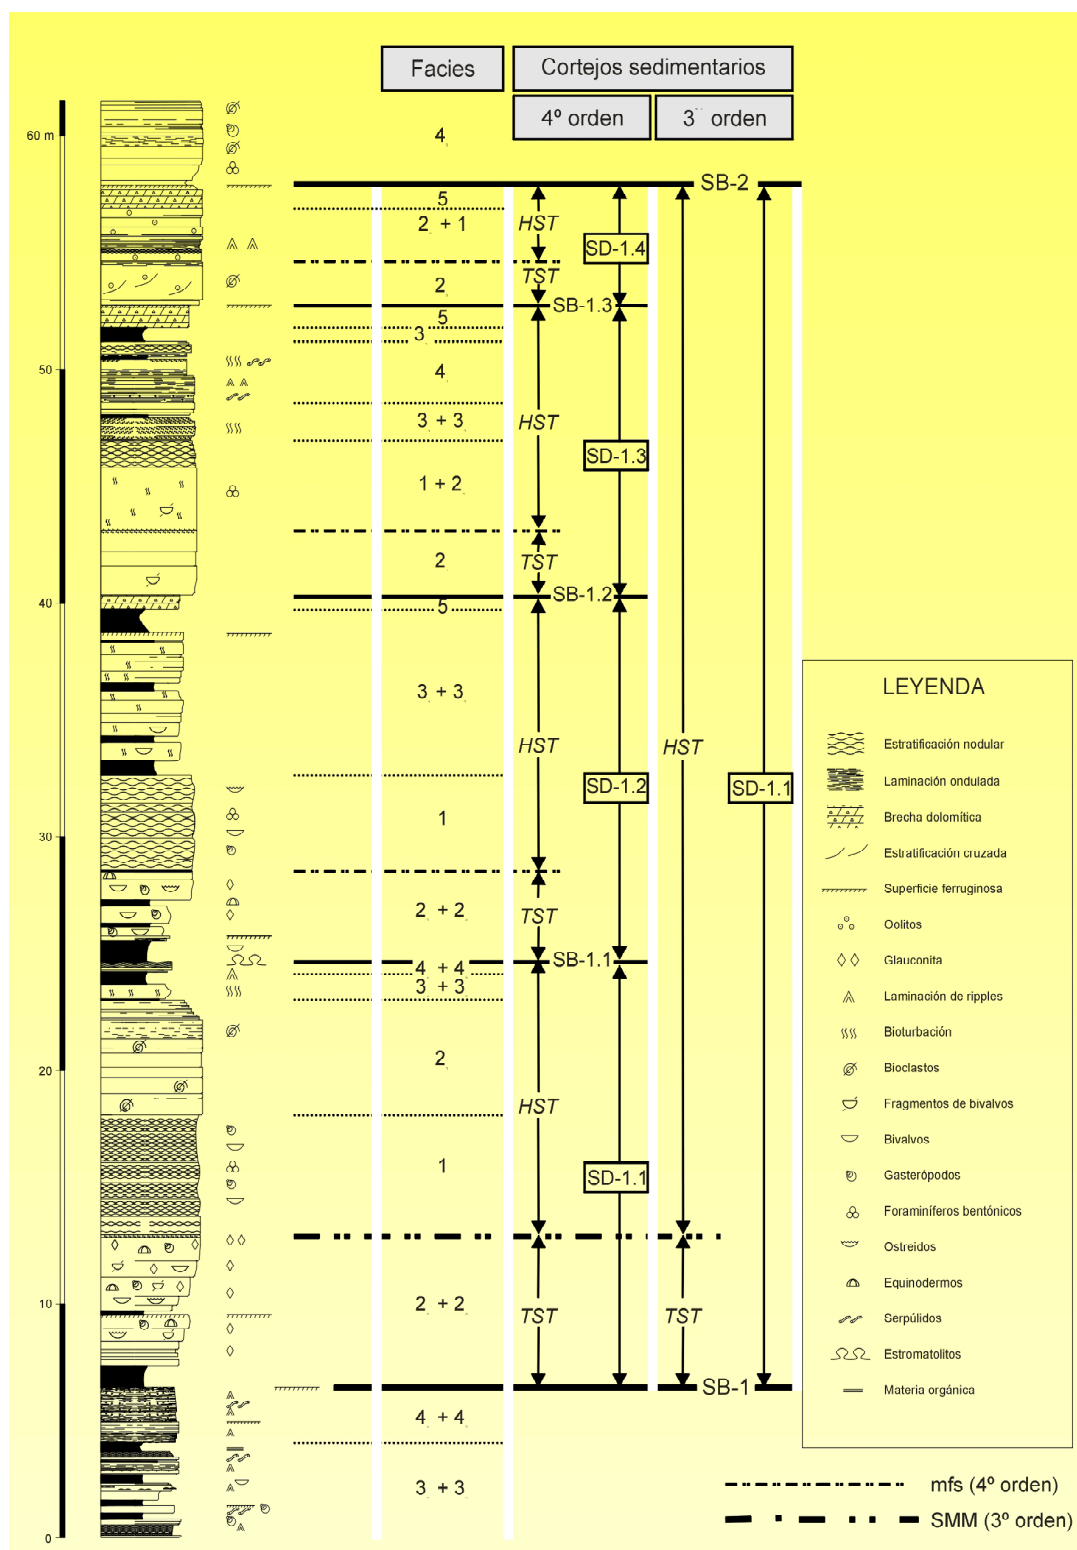 Facies
Cortejos sedimentarios
4º orden
3¨ orden
60 m
4
SB-2
5
2 + 1
HST
SD-1.4
TST
2
SB-1.3
5
3
50
4
3 + 3
HST
SD-1.3
1 + 2
TST
2
40
SB-1.2
5
3 + 3
HST
HST
SD-1.2
SD-1.1
30
1
2 + 2
TST
SB-1.1
4 + 4
3 + 3
2
20
HST
1
SD-1.1
10
2 + 2
TST
TST
SB-1
4 + 4
3 + 3
0
LEYENDA
Estratificación nodular
Laminación ondulada
Brecha dolomítica
Estratificación cruzada
Superficie ferruginosa
Oolitos
Glauconita
Laminación de ripples
Bioturbación
Bioclastos
Fragmentos de bivalvos
Bivalvos
Gasterópodos
Foraminíferos bentónicos
Ostreidos
Equinodermos
Serpúlidos
Estromatolitos
Materia orgánica
mfs (4º orden)
SMM (3º orden)